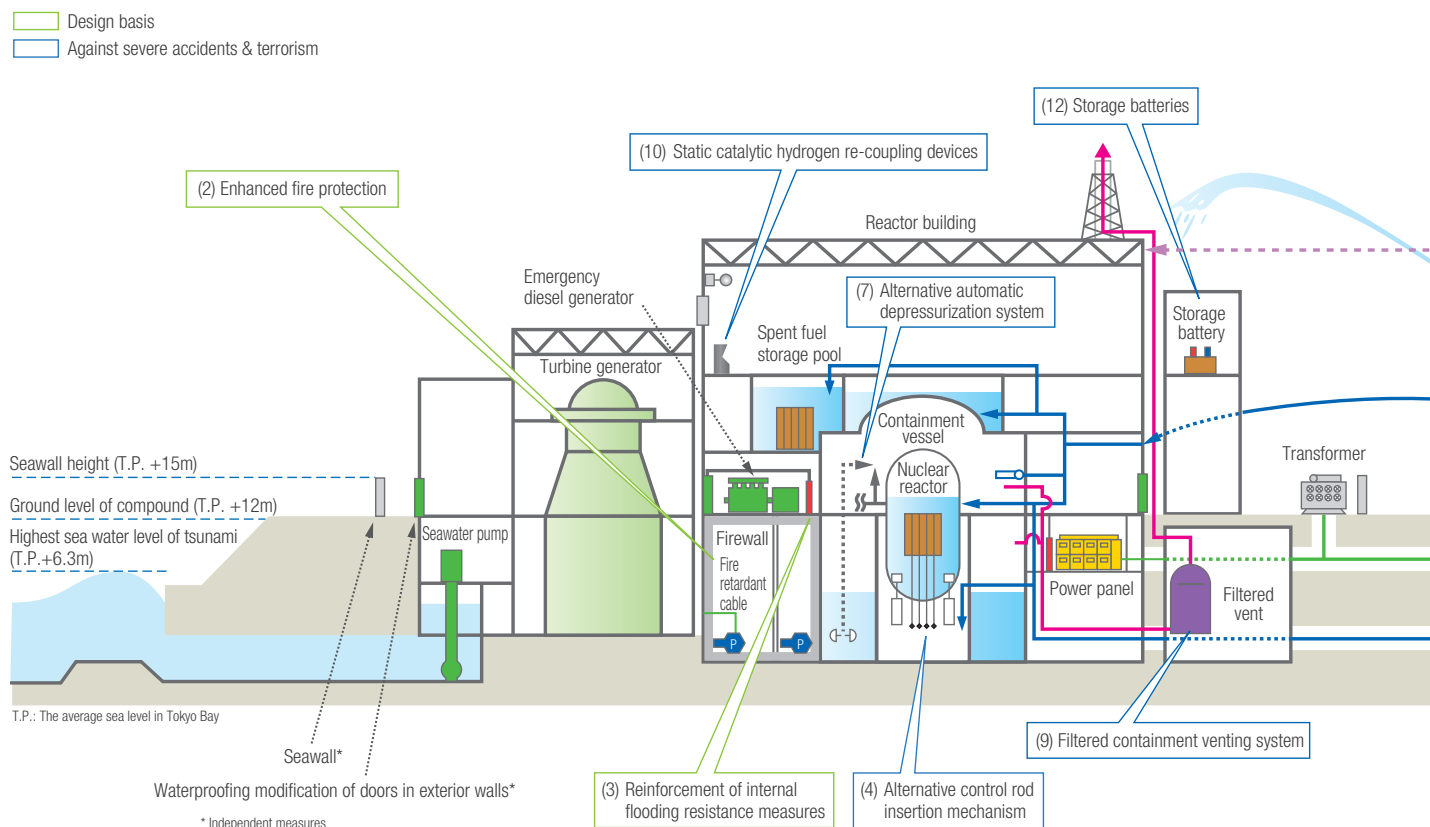 Design basis
Against severe accidents & terrorism
(12) Storage batteries
(10) Static catalytic hydrogen re-coupling devices
(2) Enhanced fire protection
Reactor building
Emergency
diesel generator
(7) Alternative automatic
depressurization system
Storage
battery
Spent fuel
storage pool
Turbine generator
Containment
vessel
Nuclear
reactor
Transformer
Seawall height (T.P. +15m)
Ground level of compound (T.P. +12m)
Highest sea water level of tsunami
(T.P.+6.3m)
Seawater pump
Firewall
Fire
retardant
cable
P
P
Power panel
Filtered
vent
T.P.: The average sea level in Tokyo Bay
Seawall*
Waterproofing modification of doors in exterior walls*
* Independent measures
(3) Reinforcement of internal
flooding resistance measures
(4) Alternative control rod
insertion mechanism
(9) Filtered containment venting system